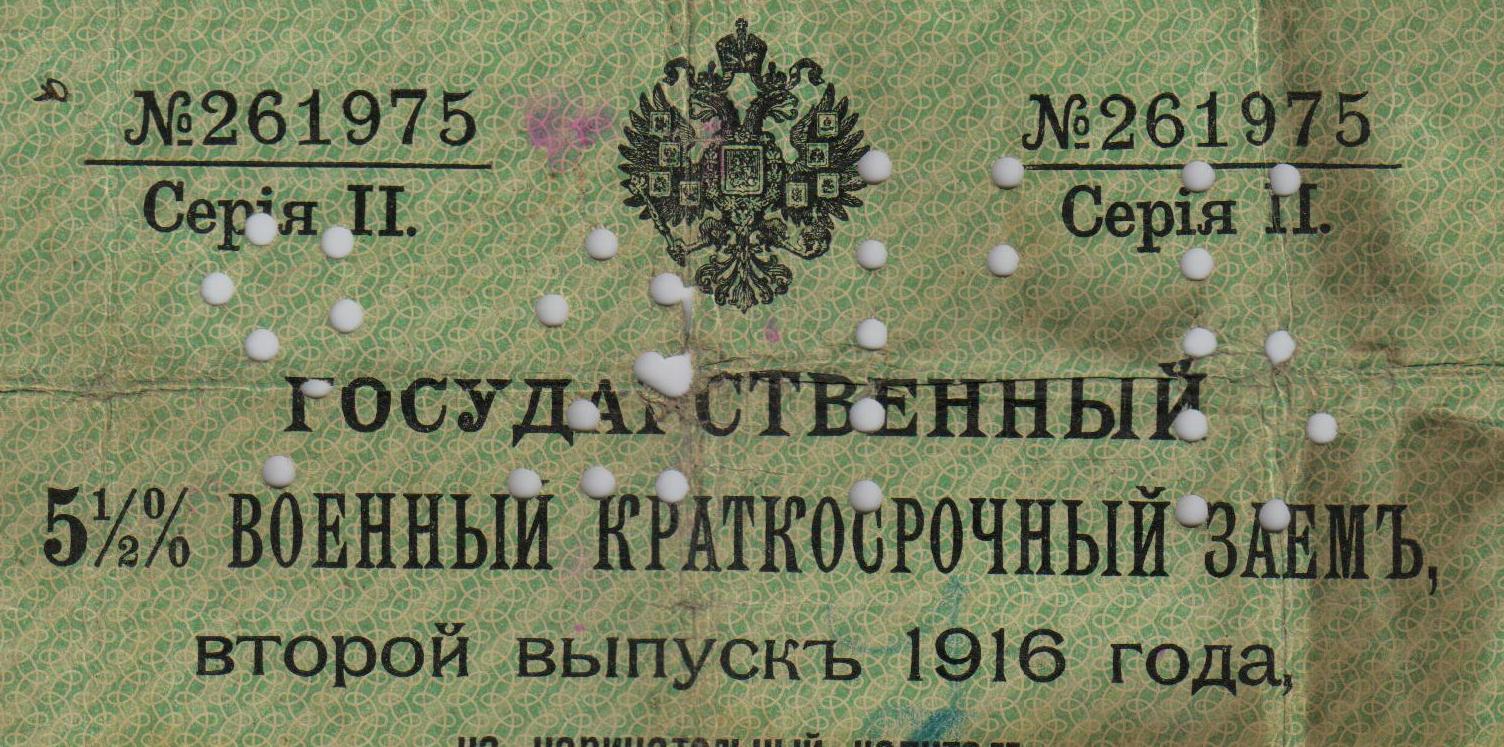 №261975 №261975
Серія II. Серія II.
ГОСУДАРСТВЕННЫЙ
5½% ВОЕННЫЙ КРАТКОСРОЧНЫЙ ЗАЕМЪ,
второй выпускъ 1916 года,